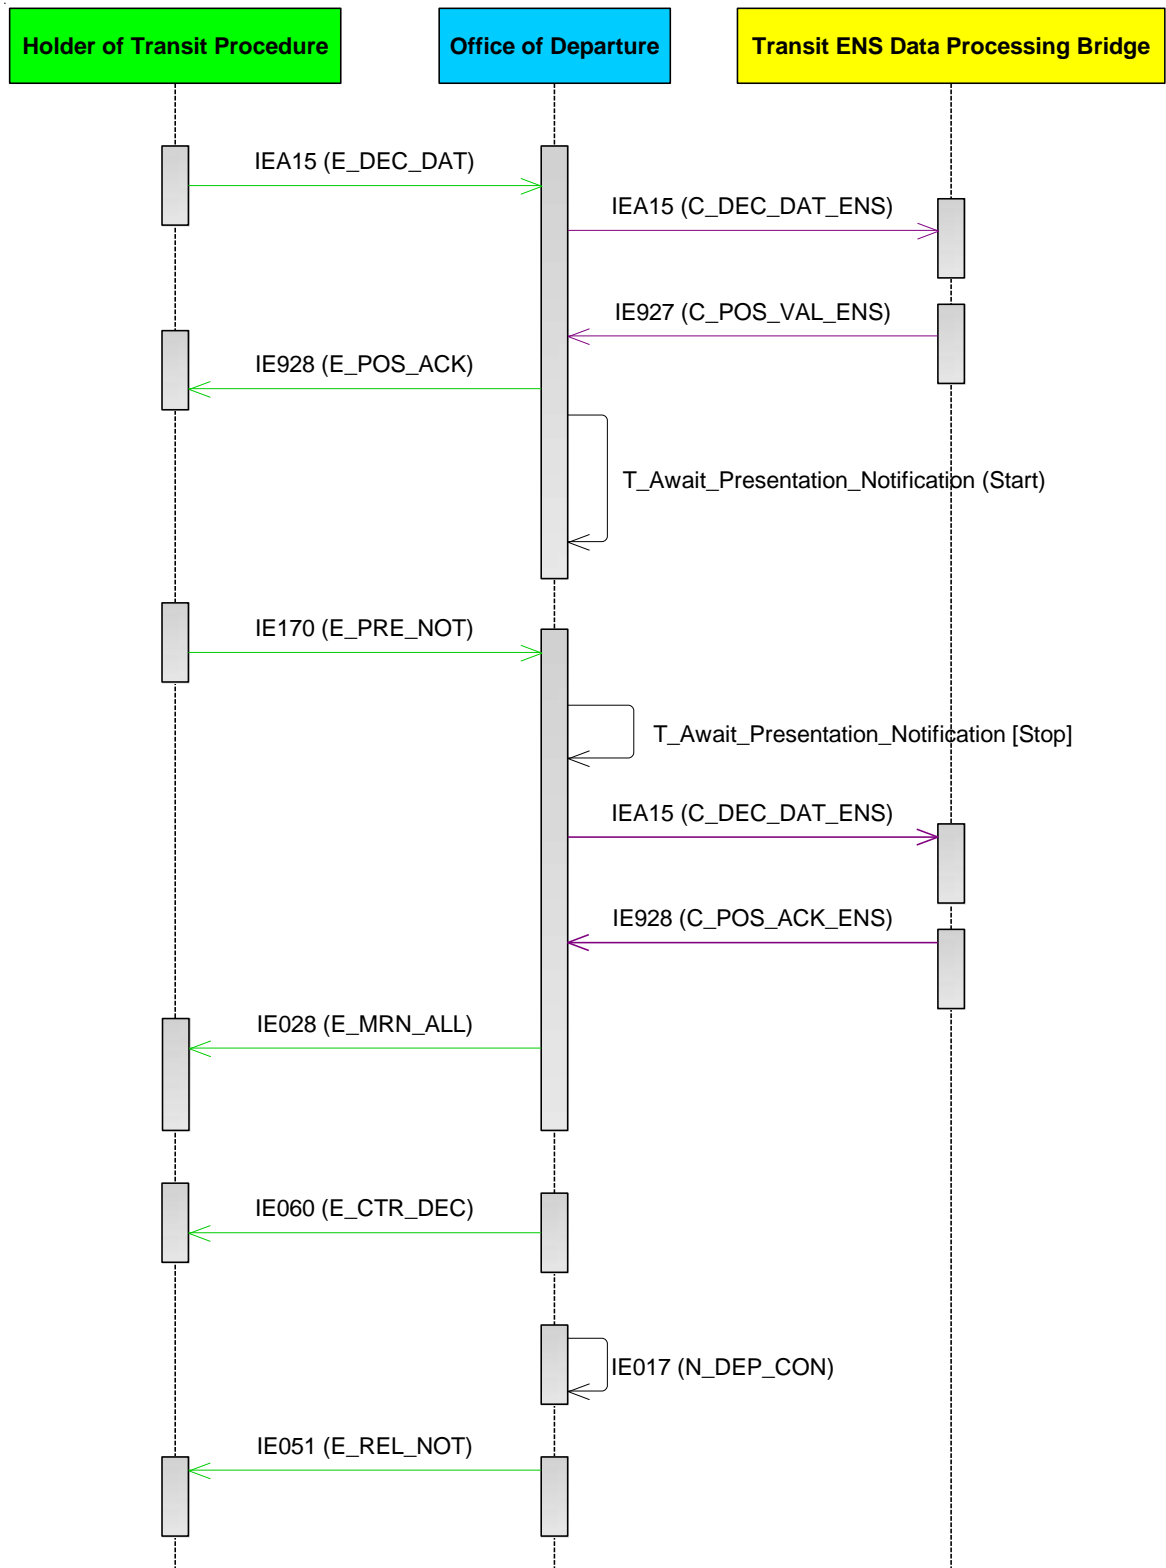 Holder of Transit Procedure
Office of Departure
Transit ENS Data Processing Bridge
IEA15 (E_DEC_DAT)
IEA15 (C_DEC_DAT_ENS)
IE927 (C_POS_VAL_ENS)
IE928 (E_POS_ACK)
T_Await_Presentation_Notification (Start)
IE170 (E_PRE_NOT)
T_Await_Presentation_Notification [Stop]
IEA15 (C_DEC_DAT_ENS)
IE928 (C_POS_ACK_ENS)
IE028 (E_MRN_ALL)
IE060 (E_CTR_DEC)
IE017 (N_DEP_CON)
IE051 (E_REL_NOT)